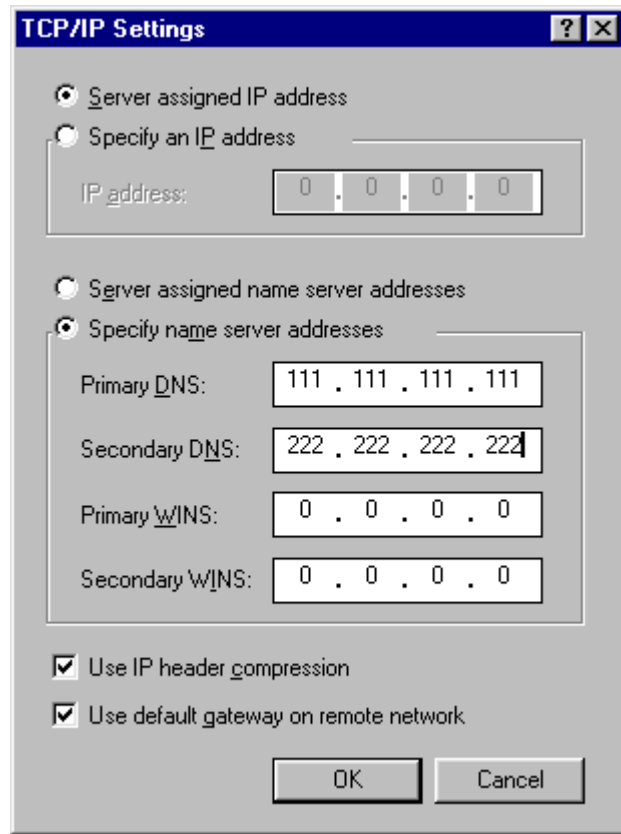 TCP/IP Settings
Server assigned IP address
Specify an IP address
IP address: 0 . 0 . 0 . 0
Server assigned name server addresses
Specify name server addresses
Primary DNS: 111 . 111 . 111 . 111
Secondary DNS: 222 . 222 . 222 . 222
Primary WINS: 0 . 0 . 0 . 0
Secondary WINS: 0 . 0 . 0 . 0
Use IP header compression
Use default gateway on remote network
OK Cancel